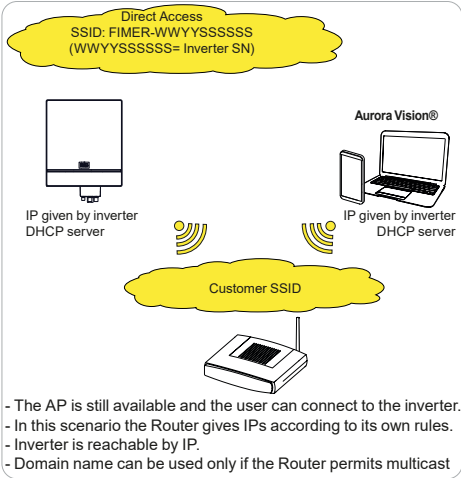 Direct Access
SSID: FIMER-WWYYSSSSSS
(WWYYSSSSSS= Inverter SN)
Aurora Vision®
IP given by inverter
DHCP server
IP given by inverter
DHCP server
Customer SSID
- The AP is still available and the user can connect to the inverter.
- In this scenario the Router gives IPs according to its own rules.
- Inverter is reachable by IP.
- Domain name can be used only if the Router permits multicast